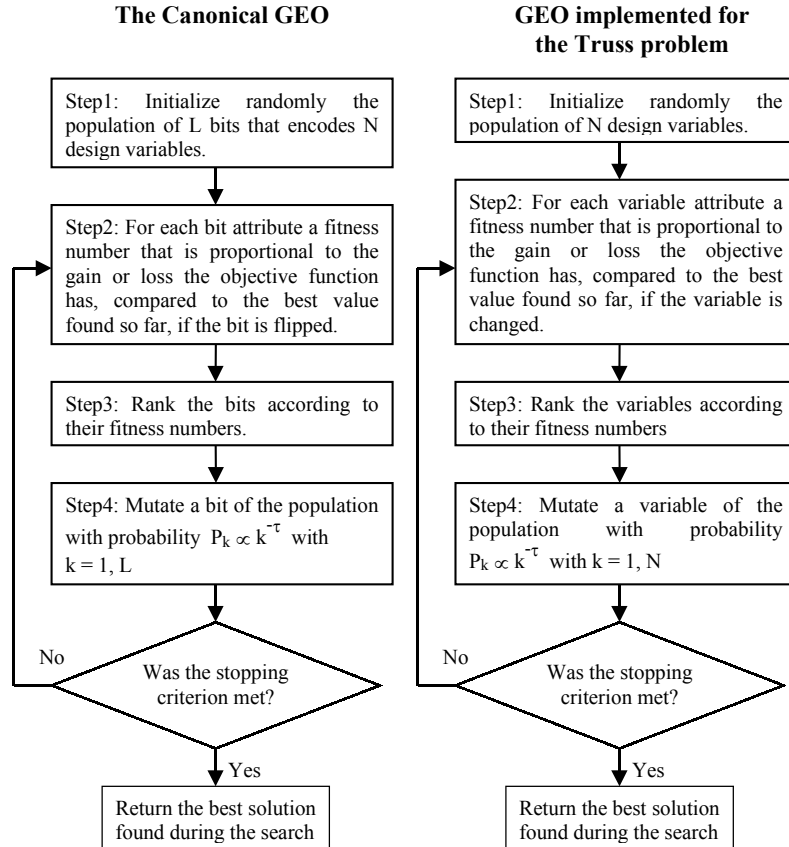 The Canonical GEO
Step1: Initialize randomly the
population of L bits that encodes N
design variables.
Step2: For each bit attribute a fitness
number that is proportional to the
gain or loss the objective function
has, compared to the best value
found so far, if the bit is flipped.
Step3: Rank the bits according to
their fitness numbers.
Step4: Mutate a bit of the population
with probability Pₖ ∝ k^-τ with
k = 1, L
No
Was the stopping
criterion met?
Yes
Return the best solution
found during the search
GEO implemented for
the Truss problem
Step1: Initialize randomly the
population of N design variables.
Step2: For each variable attribute a
fitness number that is proportional to
the gain or loss the objective
function has, compared to the best
value found so far, if the variable is
changed.
Step3: Rank the variables according
to their fitness numbers
Step4: Mutate a variable of the
population with probability
Pₖ ∝ k^-τ with k = 1, N
No
Was the stopping
criterion met?
Yes
Return the best solution
found during the search